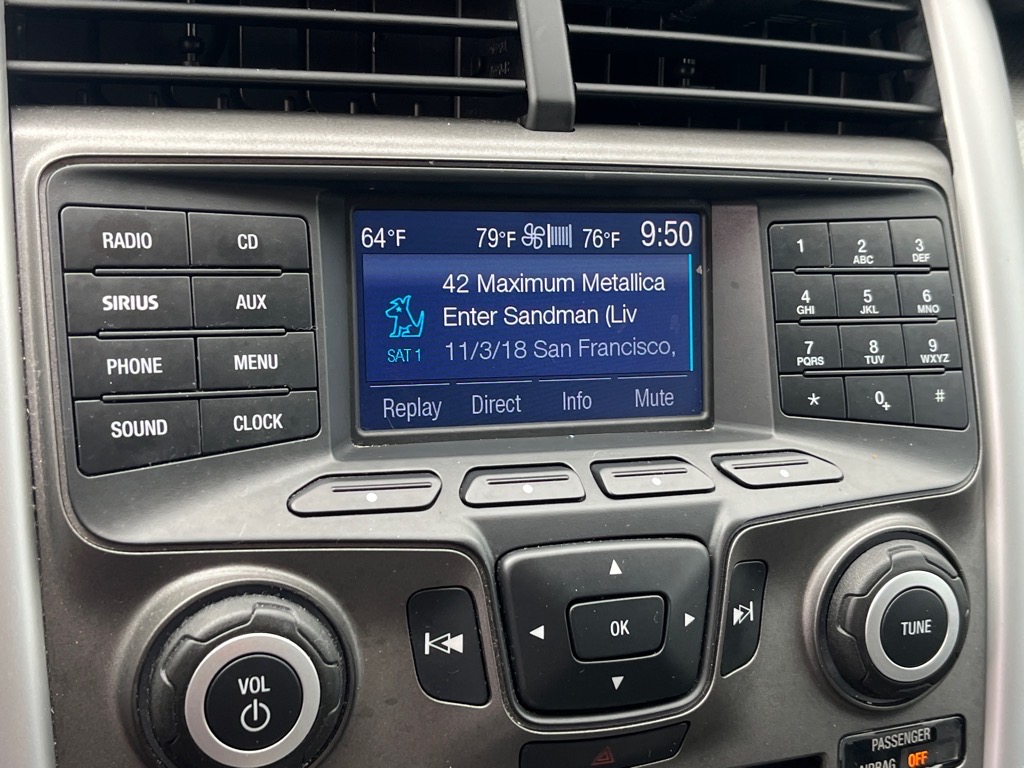 64°F 79°F 76°F 9:50
42 Maximum Metallica
Enter Sandman (Liv
SAT 1 11/3/18 San Francisco,
Replay Direct Info Mute
RADIO CD
SIRIUS AUX
PHONE MENU
SOUND CLOCK
1 2 ABC 3 DEF
4 GHI 5 JKL 6 MNO
7 PQRS 8 TUV 9 WXYZ
* 0+ #
VOL
OK
TUNE
PASSENGER
AIRBAG OFF